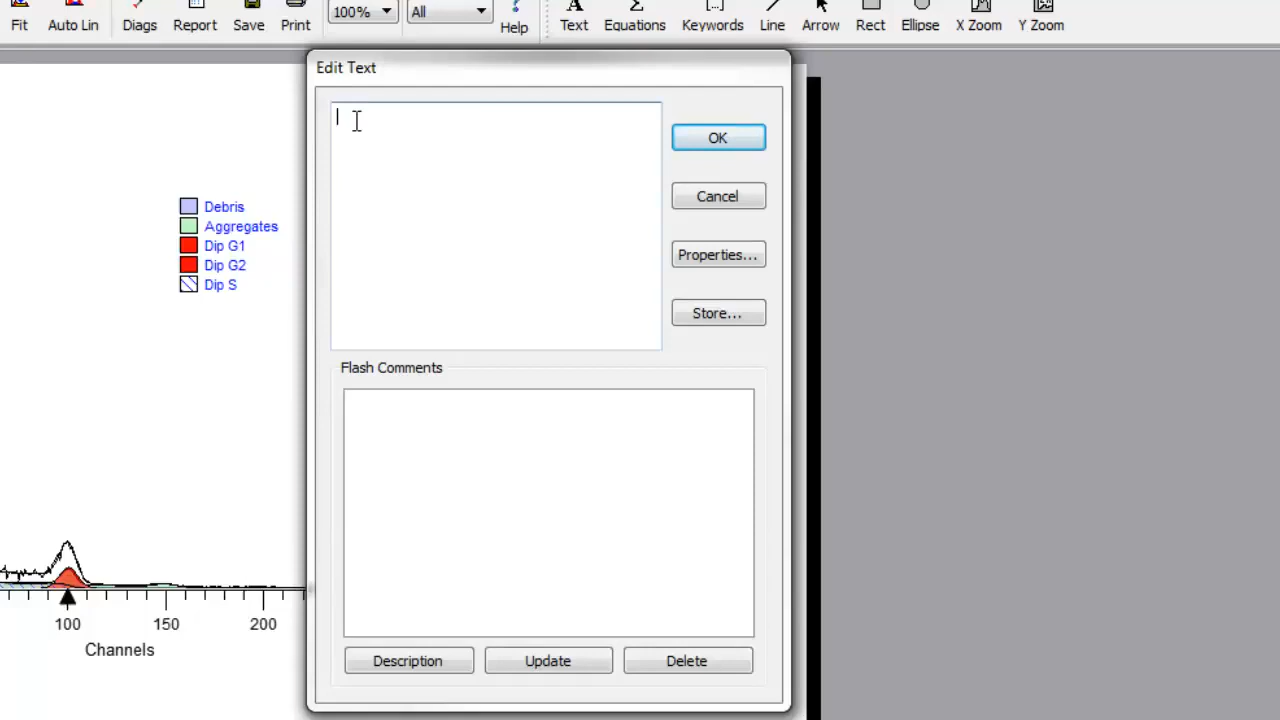 Fit Auto Lin Diags Report Save Print 100% All Help Text Equations Keywords Line Arrow Rect Ellipse X Zoom Y Zoom
Edit Text
OK
Cancel
Properties...
Store...
Debris
Aggregates
Dip G1
Dip G2
Dip S
Flash Comments
Description Update Delete
100 150 200
Channels